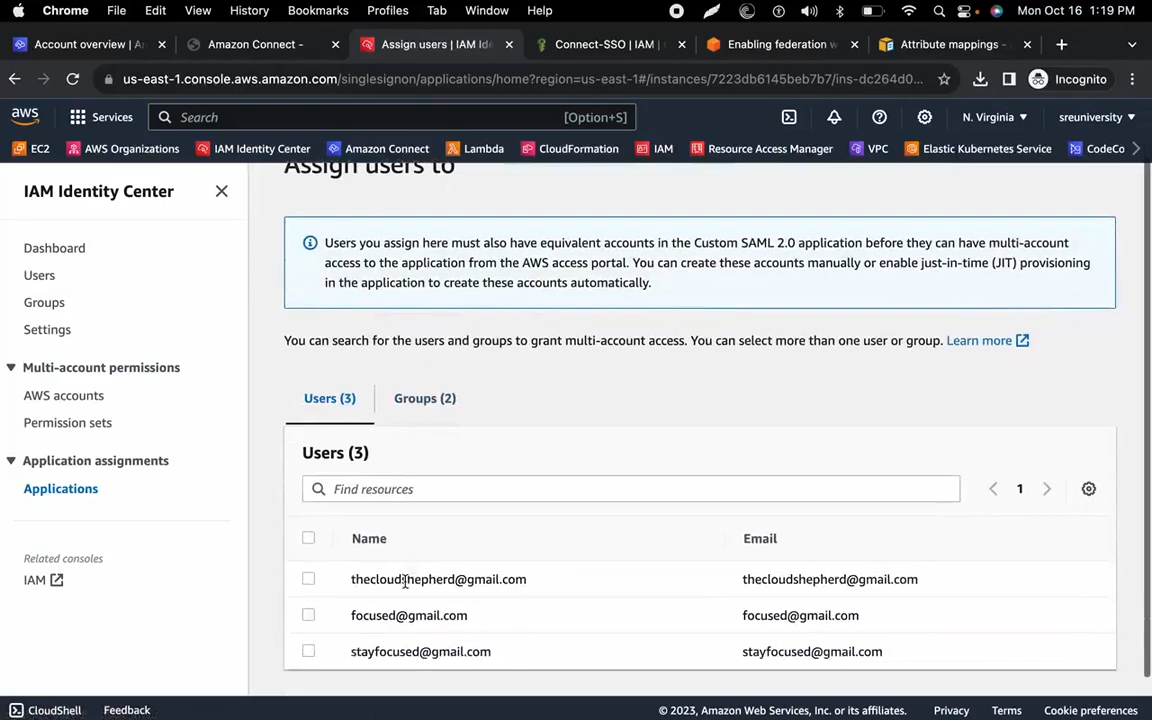 Chrome File Edit View History Bookmarks Profiles Tab Window Help Mon Oct 16 1:19 PM
Account overview | A Amazon Connect - Assign users | IAM Ide Connect-SSO | IAM | Enabling federation w Attribute mappings -
us-east-1.console.aws.amazon.com/singlesignon/applications/home?region=us-east-1#/instances/7223db6145beb7b7/ins-dc264d0... Incognito
aws Services Search [Option+S] N. Virginia sreuniversity
EC2 AWS Organizations IAM Identity Center Amazon Connect Lambda CloudFormation IAM Resource Access Manager VPC Elastic Kubernetes Service CodeCo
IAM Identity Center
Dashboard
Users
Groups
Settings
Multi-account permissions
AWS accounts
Permission sets
Application assignments
Applications
Related consoles
IAM
Assign users to
Users you assign here must also have equivalent accounts in the Custom SAML 2.0 application before they can have multi-account
access to the application from the AWS access portal. You can create these accounts manually or enable just-in-time (JIT) provisioning
in the application to create these accounts automatically.
You can search for the users and groups to grant multi-account access. You can select more than one user or group. Learn more
Users (3) Groups (2)
Users (3)
Find resources 1
Name Email
thecloudshepherd@gmail.com thecloudshepherd@gmail.com
focused@gmail.com focused@gmail.com
stayfocused@gmail.com stayfocused@gmail.com
CloudShell Feedback © 2023, Amazon Web Services, Inc. or its affiliates. Privacy Terms Cookie preferences